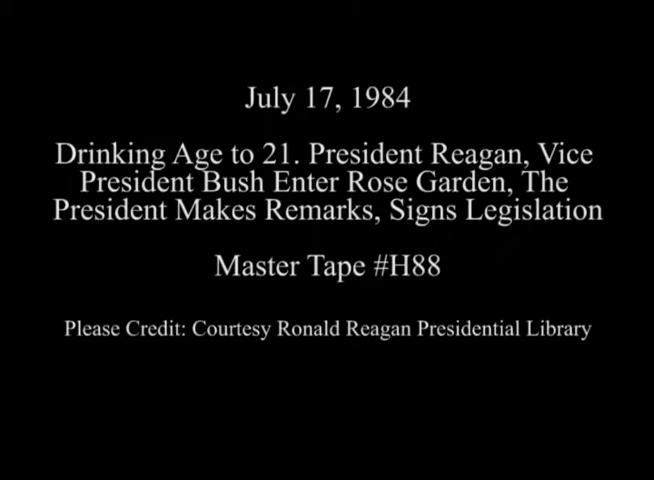 July 17, 1984
Drinking Age to 21. President Reagan, Vice
President Bush Enter Rose Garden, The
President Makes Remarks, Signs Legislation
Master Tape #H88
Please Credit: Courtesy Ronald Reagan Presidential Library